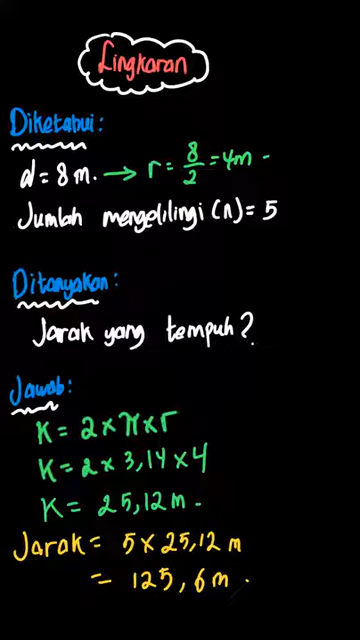 Lingkaran
Diketahui:
d = 8 m. → r = 8/2 = 4m -
Jumlah mengelilingi (n) = 5
Ditanyakan:
Jarak yang tempuh?
Jawab:
K = 2 x π x r
K = 2 x 3,14 x 4
K = 25,12 m -
Jarak = 5 x 25,12 m
= 125,6 m.